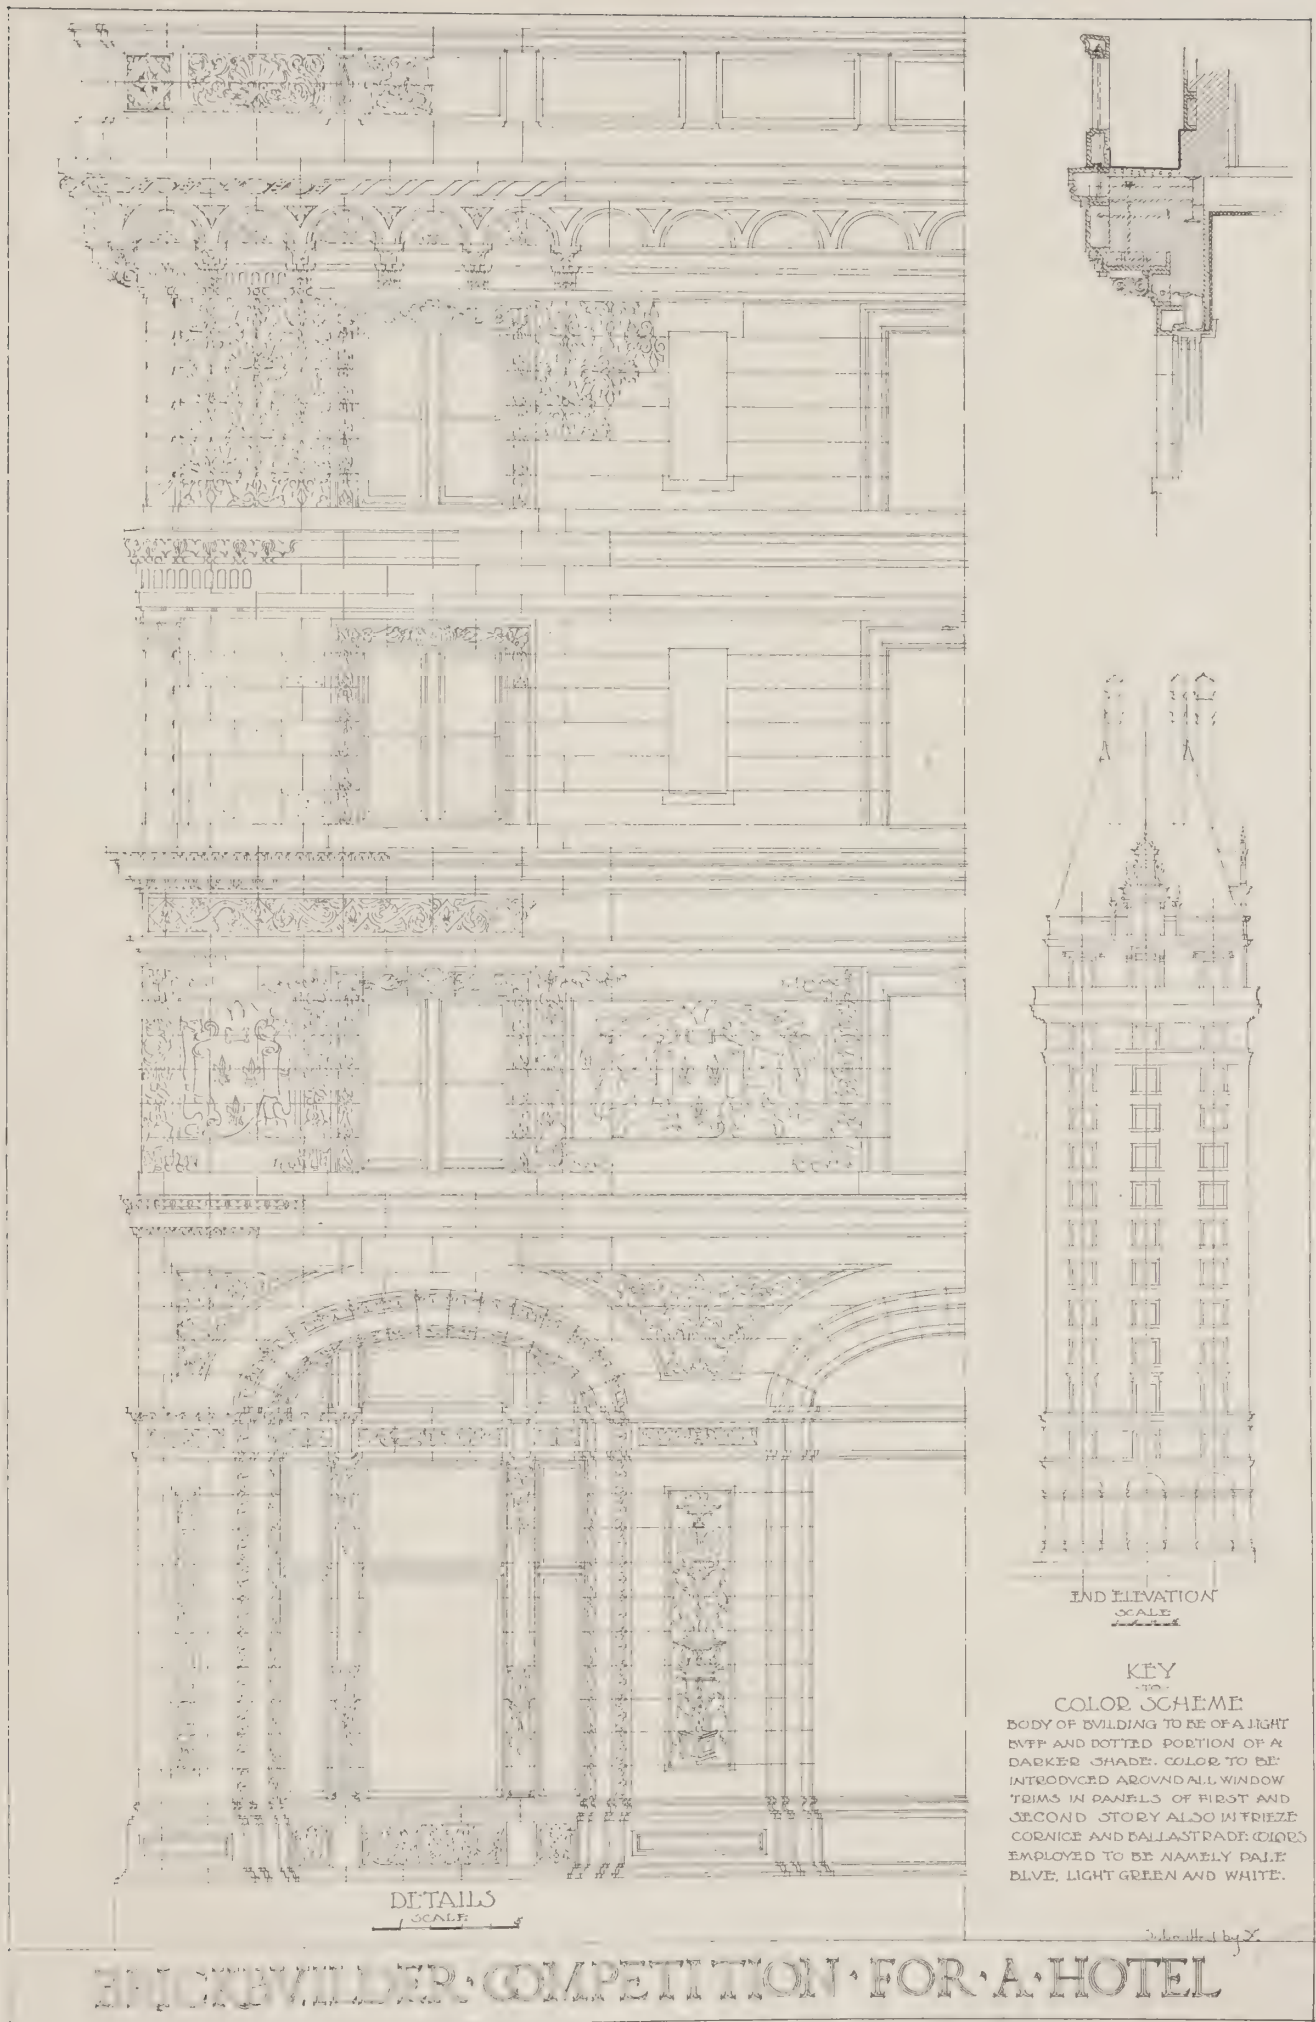 END ELEVATION
SCALE
KEY
·TO·
COLOR SCHEME
BODY OF BVILDING TO BE OF A LIGHT
BVFF AND DOTTED PORTION OF A
DARKER SHADE. COLOR TO BE
INTRODVCED AROVND ALL WINDOW
TRIMS IN PANELS OF FIRST AND
SECOND STORY ALSO IN FRIEZE
CORNICE AND BALLASTRADE. COLORS
EMPLOYED TO BE NAMELY PALE
BLVE, LIGHT GREEN AND WHITE.
DETAILS
SCALE
Submitted by Y.
COMPETITION · FOR · A · HOTEL